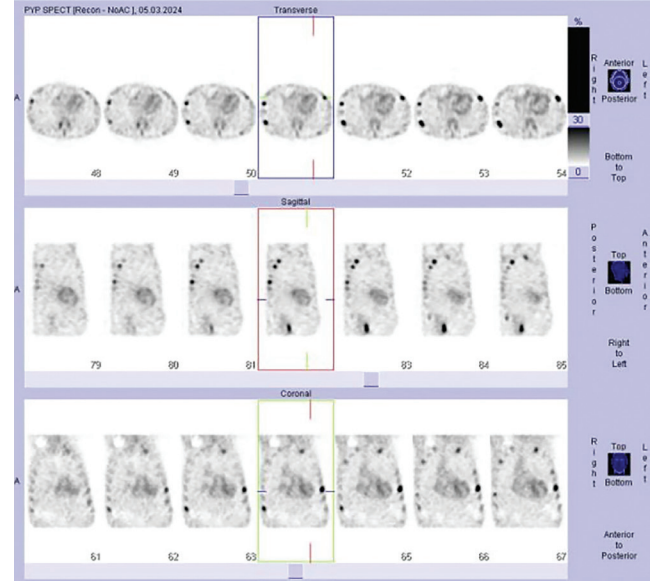 PYP SPECT [Recon - NoAC], 05.03.2024
Transverse
%
A
30
0
48 49 50 52 53 54
Right
Anterior
Posterior
Left
Bottom
to
Top
Sagittal
A
79 80 81 83 84 85
Posterior
Top
Bottom
Anterior
Right
to
Left
Coronal
A
61 62 63 65 66 67
Right
Top
Bottom
Left
Anterior
to
Posterior